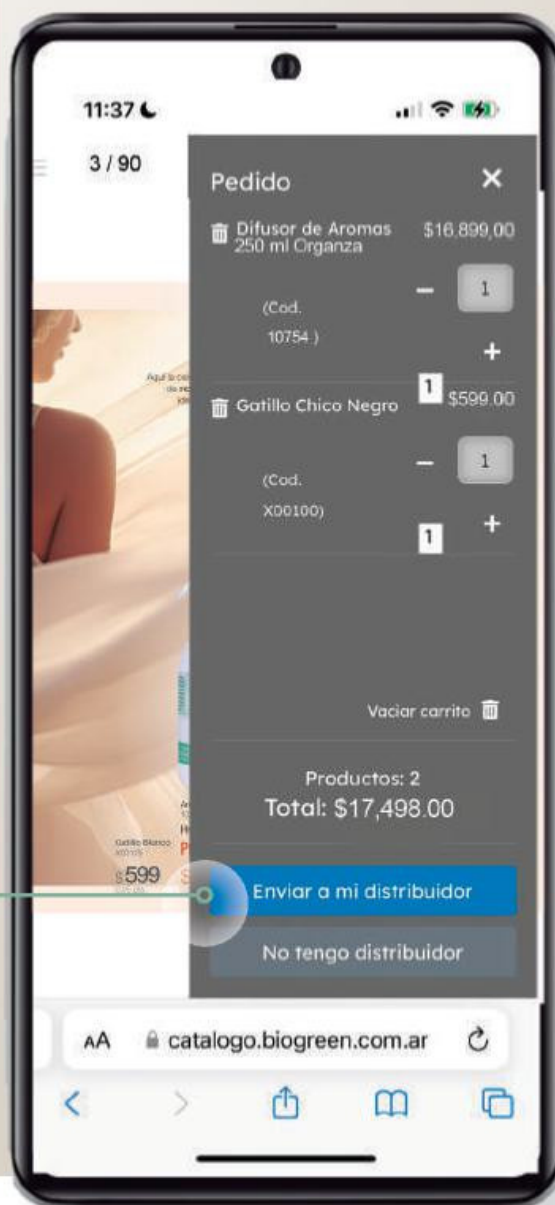 11:37
3 / 90
Pedido
Difusor de Aromas $16.899,00
250 ml Organza
1
(Cod.
10754 )
1
Gatillo Chico Negro $599.00
1
(Cod.
X00100)
1
Vaciar carrito
Productos: 2
Total: $17,498.00
Gatillo Blanco
$599
Enviar a mi distribuidor
No tengo distribuidor
AA catalogo.biogreen.com.ar